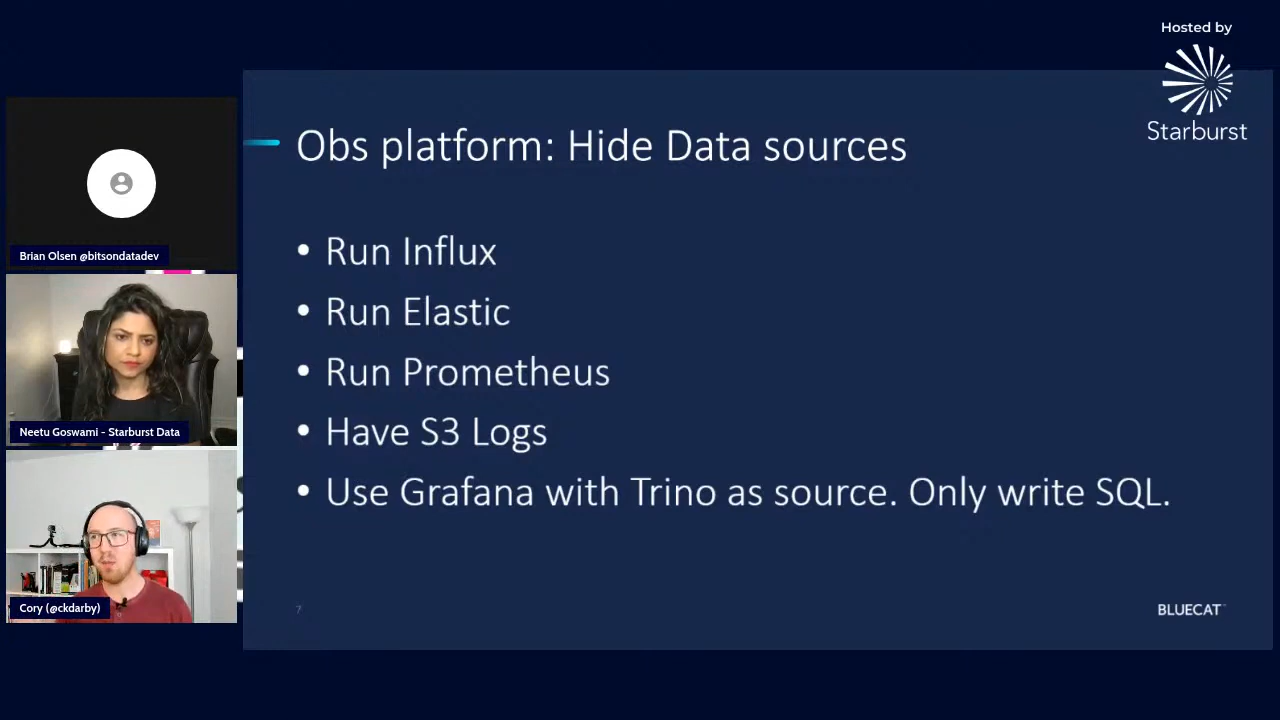 Hosted by
Starburst
Obs platform: Hide Data sources
• Run Influx
• Run Elastic
• Run Prometheus
• Have S3 Logs
• Use Grafana with Trino as source. Only write SQL.
7
BLUECAT
Brian Olsen @bitsondatadev
Neetu Goswami - Starburst Data
Cory (@ckdarby)